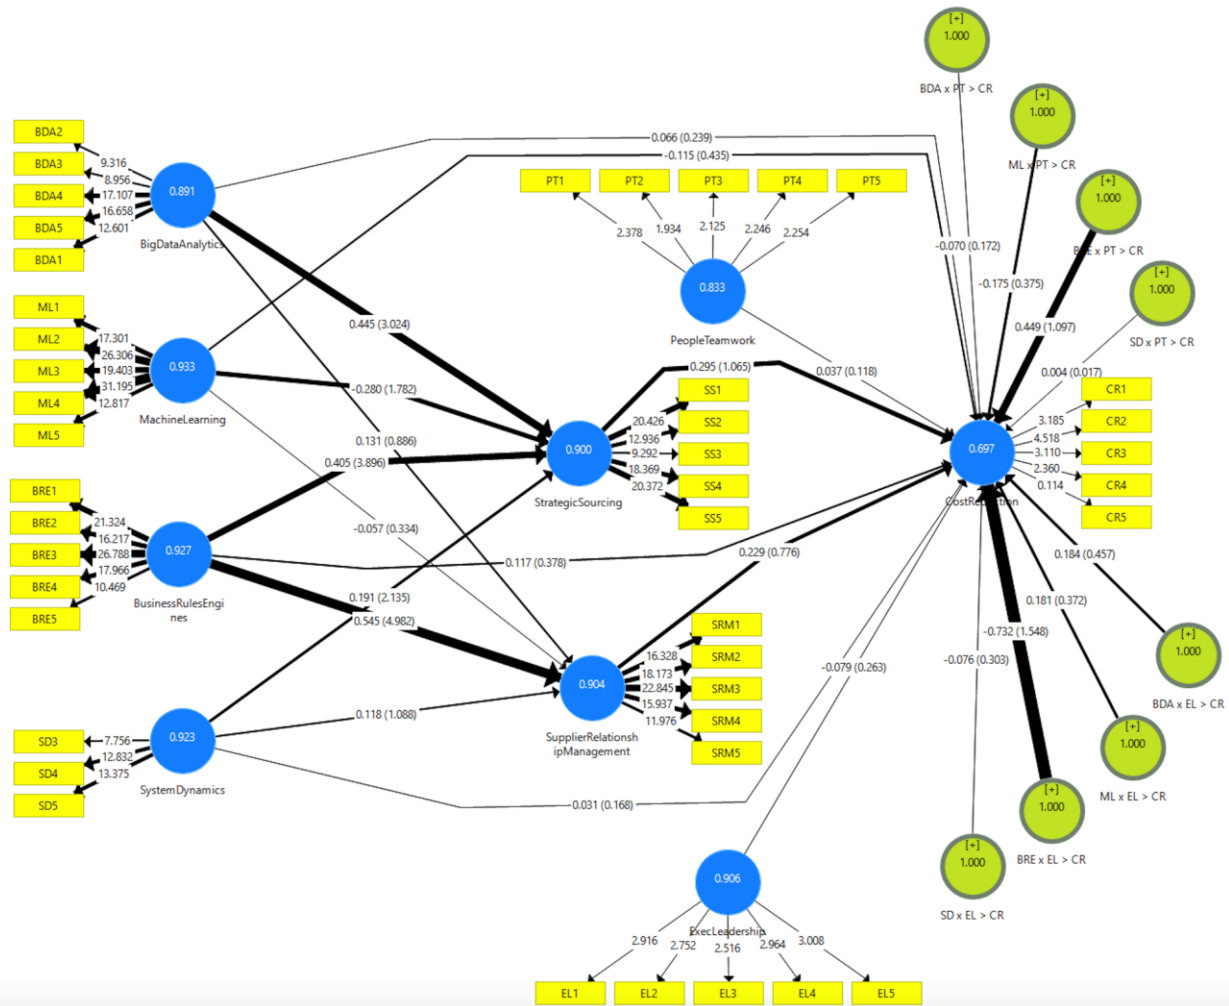 [+]
1.000
BDA x PT > CR
[+]
1.000
ML x PT > CR
[+]
1.000
BRE x PT > CR
[+]
1.000
SD x PT > CR
BDA2
BDA3
BDA4
BDA5
BDA1
9.316
8.956
17.107
16.658
12.601
0.891
BigDataAnalytics
0.066 (0.239)
-0.115 (0.435)
PT1
PT2
PT3
PT4
PT5
2.378
1.934
2.125
2.246
2.254
0.833
PeopleTeamwork
-0.070 (0.172)
-0.175 (0.375)
0.449 (1.097)
0.004 (0.017)
ML1
ML2
ML3
ML4
ML5
17.301
26.306
19.403
31.195
12.817
0.933
MachineLearning
0.445 (3.024)
-0.280 (1.782)
0.131 (0.886)
0.405 (3.896)
0.295 (1.065)
0.037 (0.118)
SS1
SS2
SS3
SS4
SS5
20.426
12.936
9.292
18.369
20.372
0.900
StrategicSourcing
CR1
CR2
CR3
CR4
CR5
3.185
4.518
3.110
2.360
0.114
0.697
CostReduction
BRE1
BRE2
BRE3
BRE4
BRE5
21.324
16.217
26.788
17.966
10.469
0.927
BusinessRulesEngi
nes
-0.057 (0.334)
0.117 (0.378)
0.229 (0.776)
0.191 (2.135)
0.545 (4.982)
0.184 (0.457)
0.181 (0.372)
-0.732 (1.548)
-0.076 (0.303)
-0.079 (0.263)
SRM1
SRM2
SRM3
SRM4
SRM5
16.328
18.173
22.845
15.937
11.976
0.904
SupplierRelationsh
ipManagement
0.118 (1.088)
SD3
SD4
SD5
7.756
12.832
13.375
0.923
SystemDynamics
0.031 (0.168)
[+]
1.000
BDA x EL > CR
[+]
1.000
ML x EL > CR
[+]
1.000
BRE x EL > CR
[+]
1.000
SD x EL > CR
0.906
ExecLeadership
2.916
2.752
2.516
2.964
3.008
EL1
EL2
EL3
EL4
EL5